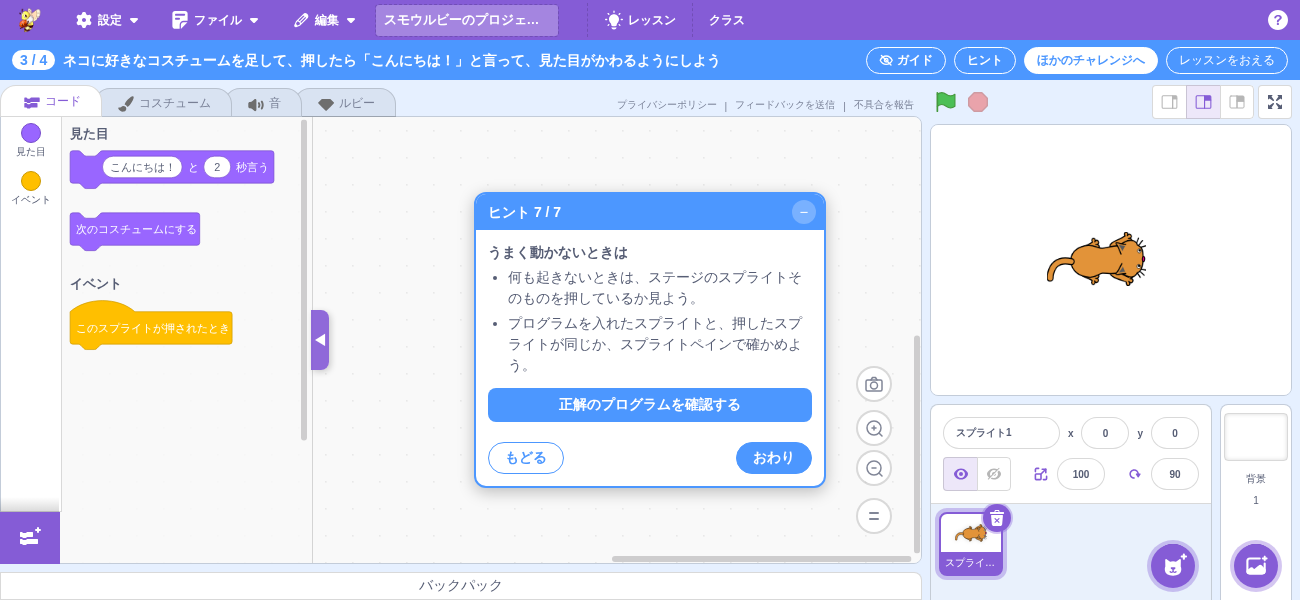 設定
ファイル
編集
スモウルビーのプロジェ…
レッスン
クラス
?
3 / 4
ネコに好きなコスチュームを足して、押したら「こんにちは！」と言って、見た目がかわるようにしよう
ガイド
ヒント
ほかのチャレンジへ
レッスンをおえる
コード
コスチューム
音
ルビー
プライバシーポリシー | フィードバックを送信 | 不具合を報告
見た目
イベント
見た目
こんにちは！ と 2 秒言う
次のコスチュームにする
イベント
このスプライトが押されたとき
ヒント 7 / 7
うまく動かないときは
• 何も起きないときは、ステージのスプライトそ
のものを押しているか見よう。
• プログラムを入れたスプライトと、押したスプ
ライトが同じか、スプライトペインで確かめよ
う。
正解のプログラムを確認する
もどる
おわり
バックパック
スプライト1
x
0
y
0
100
90
スプライ…
背景
1